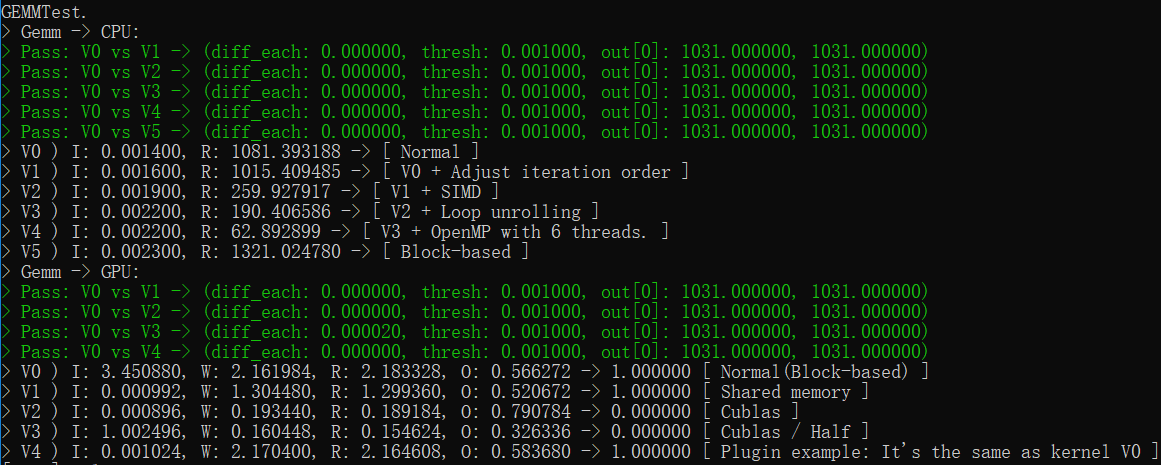 GEMMTest.
> Gemm -> CPU:
> Pass: V0 vs V1 -> (diff_each: 0.000000, thresh: 0.001000, out[0]: 1031.000000, 1031.000000)
> Pass: V0 vs V2 -> (diff_each: 0.000000, thresh: 0.001000, out[0]: 1031.000000, 1031.000000)
> Pass: V0 vs V3 -> (diff_each: 0.000000, thresh: 0.001000, out[0]: 1031.000000, 1031.000000)
> Pass: V0 vs V4 -> (diff_each: 0.000000, thresh: 0.001000, out[0]: 1031.000000, 1031.000000)
> Pass: V0 vs V5 -> (diff_each: 0.000000, thresh: 0.001000, out[0]: 1031.000000, 1031.000000)
> V0 ) I: 0.001400, R: 1081.393188 -> [ Normal ]
> V1 ) I: 0.001600, R: 1015.409485 -> [ V0 + Adjust iteration order ]
> V2 ) I: 0.001900, R: 259.927917 -> [ V1 + SIMD ]
> V3 ) I: 0.002200, R: 190.406586 -> [ V2 + Loop unrolling ]
> V4 ) I: 0.002200, R: 62.892899 -> [ V3 + OpenMP with 6 threads. ]
> V5 ) I: 0.002300, R: 1321.024780 -> [ Block-based ]
> Gemm -> GPU:
> Pass: V0 vs V1 -> (diff_each: 0.000000, thresh: 0.001000, out[0]: 1031.000000, 1031.000000)
> Pass: V0 vs V2 -> (diff_each: 0.000000, thresh: 0.001000, out[0]: 1031.000000, 1031.000000)
> Pass: V0 vs V3 -> (diff_each: 0.000020, thresh: 0.001000, out[0]: 1031.000000, 1031.000000)
> Pass: V0 vs V4 -> (diff_each: 0.000000, thresh: 0.001000, out[0]: 1031.000000, 1031.000000)
> V0 ) I: 3.450880, W: 2.161984, R: 2.183328, O: 0.566272 -> 1.000000 [ Normal(Block-based) ]
> V1 ) I: 0.000992, W: 1.304480, R: 1.299360, O: 0.520672 -> 1.000000 [ Shared memory ]
> V2 ) I: 0.000896, W: 0.193440, R: 0.189184, O: 0.790784 -> 0.000000 [ Cublas ]
> V3 ) I: 1.002496, W: 0.160448, R: 0.154624, O: 0.326336 -> 0.000000 [ Cublas / Half ]
> V4 ) I: 0.001024, W: 2.170400, R: 2.164608, O: 0.583680 -> 1.000000 [ Plugin example: It's the same as kernel V0 ]